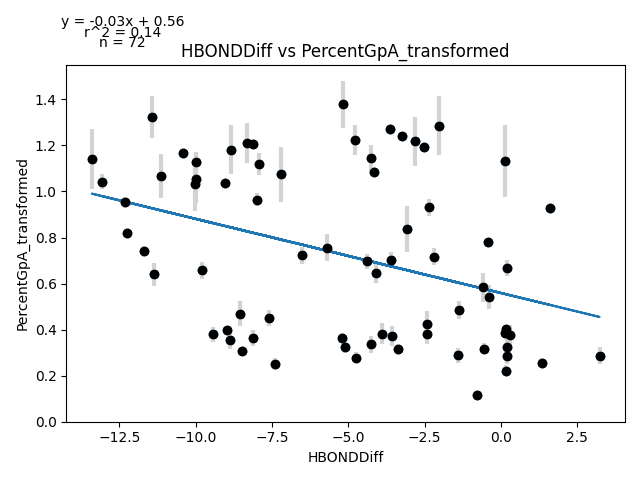 y = -0.03x + 0.56
r^2 = 0.14
n = 72
HBONDDiff vs PercentGpA_transformed
PercentGpA_transformed
1.4
1.2
1.0
0.8
0.6
0.4
0.2
0.0
−12.5 −10.0 −7.5 −5.0 −2.5 0.0 2.5
HBONDDiff